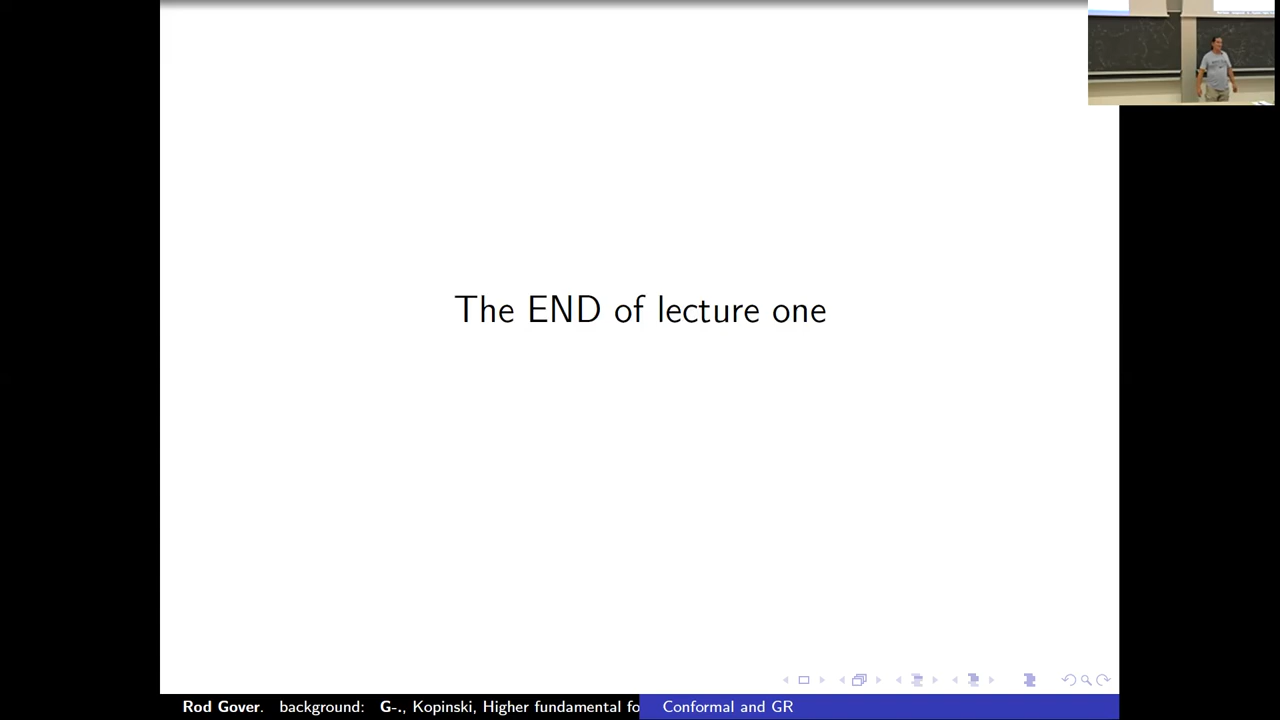 The END of lecture one
Rod Gover. background: G-., Kopinski, Higher fundamental fo
Conformal and GR